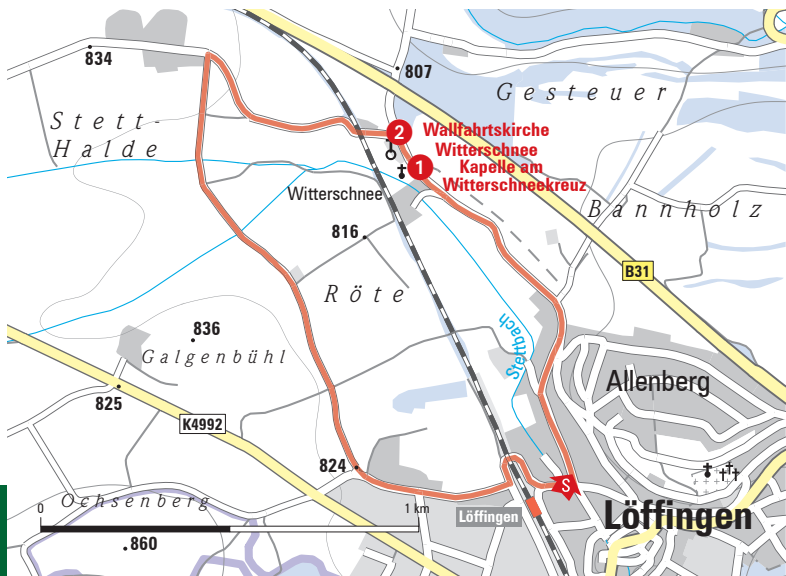 834
807
Gesteuer
Stett-
Halde
2
Wallfahrtskirche
Witterschnee
1
Kapelle am
Witterschneekreuz
Witterschnee
Bannholz
816
B31
Röte
836
Stettbach
Galgenbühl
Allenberg
825
K4992
824
S
Ochsenberg
0
1 km
Löffingen
Löffingen
860